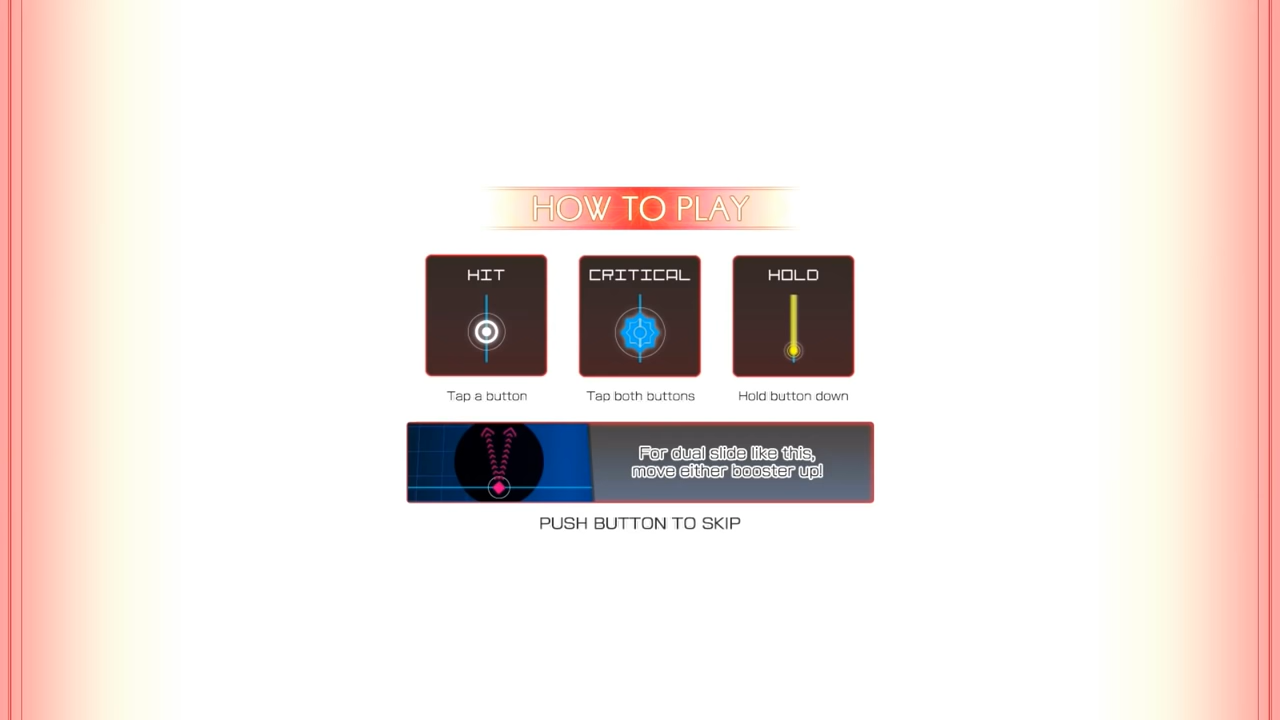 HOW TO PLAY
HIT
CRITICAL
HOLD
Tap a button
Tap both buttons
Hold button down
For dual slide like this,
move either booster up!
PUSH BUTTON TO SKIP